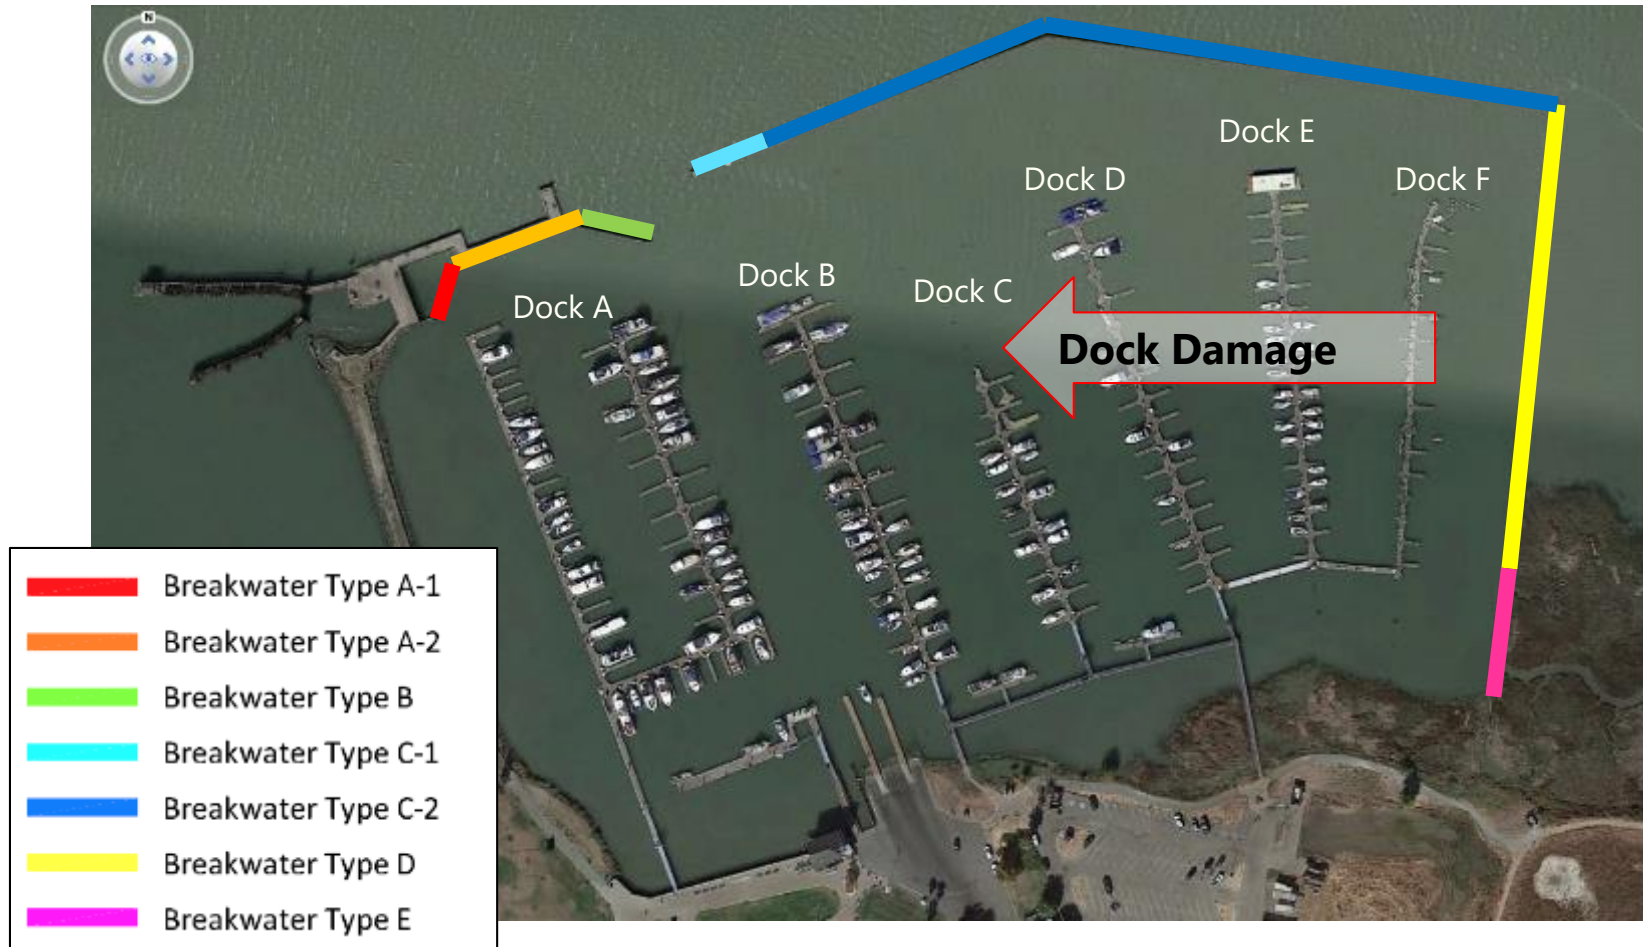 N
Dock E
Dock D
Dock F
Dock B
Dock C
Dock A
Dock Damage
Breakwater Type A-1
Breakwater Type A-2
Breakwater Type B
Breakwater Type C-1
Breakwater Type C-2
Breakwater Type D
Breakwater Type E